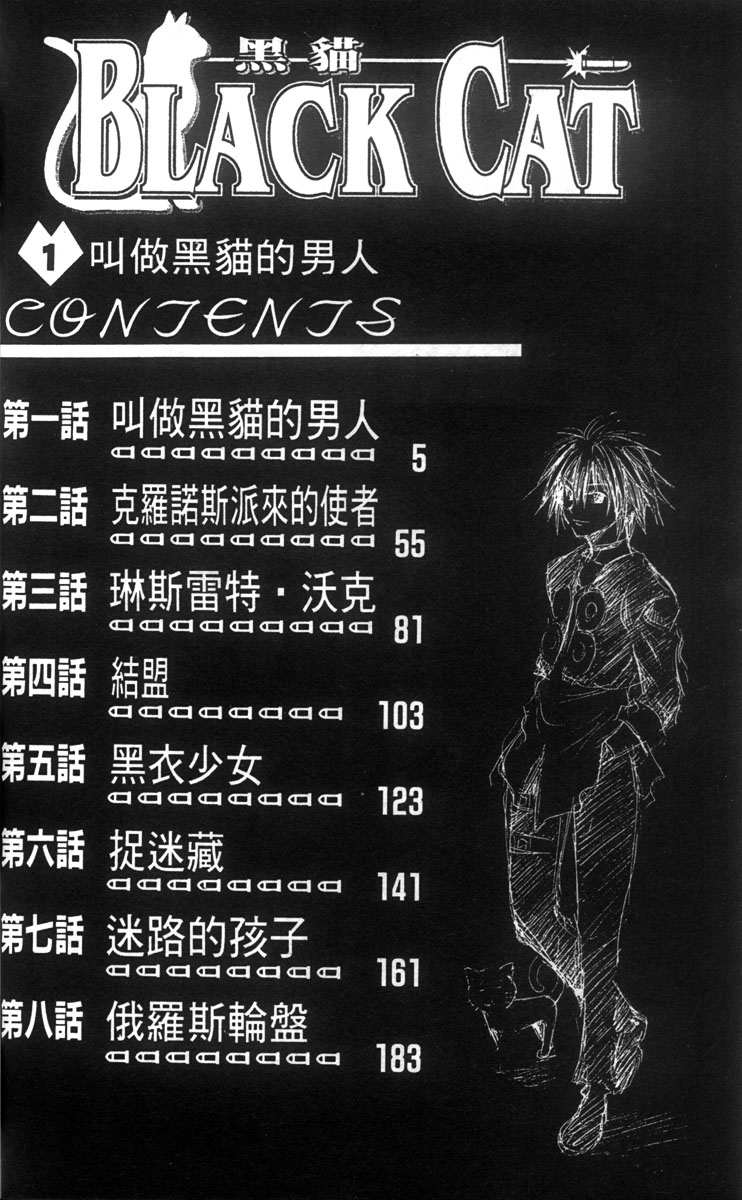 黑貓
BLACK CAT
1 叫做黑貓的男人
CONTENTS
第一話 叫做黑貓的男人 5
第二話 克羅諾斯派來的使者 55
第三話 琳斯雷特·沃克 81
第四話 結盟 103
第五話 黑衣少女 123
第六話 捉迷藏 141
第七話 迷路的孩子 161
第八話 俄羅斯輪盤 183